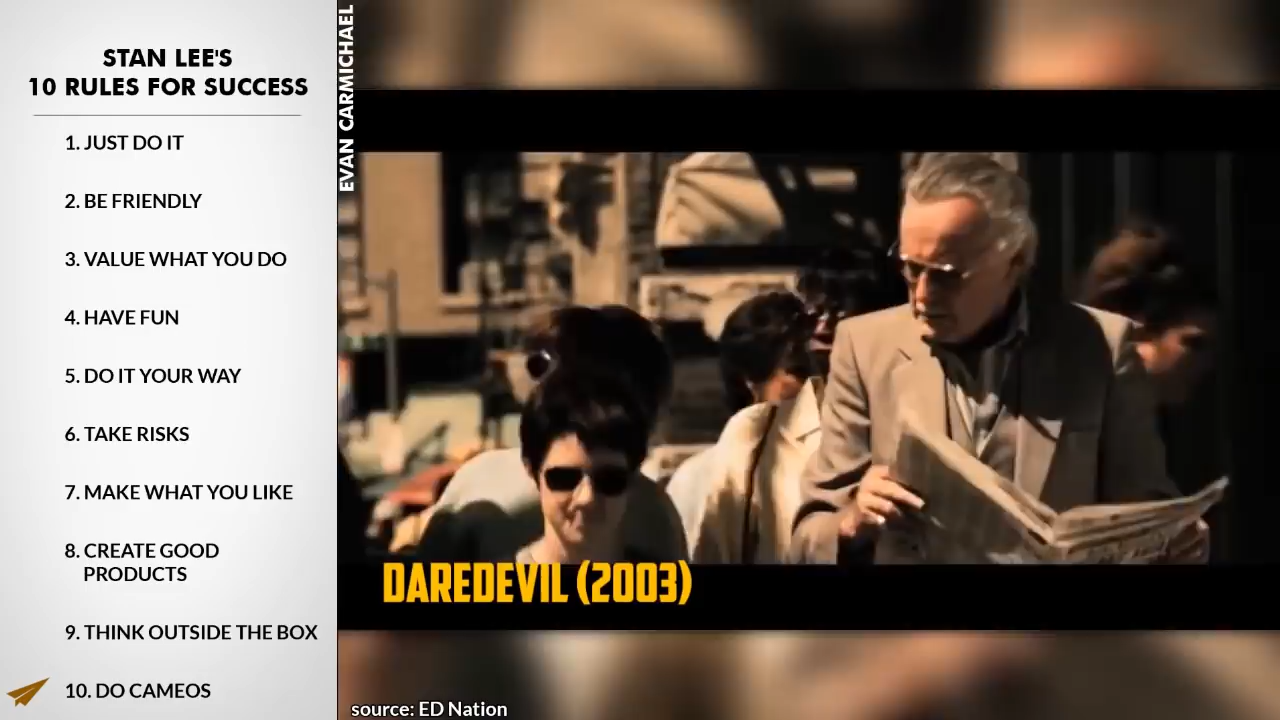 STAN LEE'S
10 RULES FOR SUCCESS
1. JUST DO IT
2. BE FRIENDLY
3. VALUE WHAT YOU DO
4. HAVE FUN
5. DO IT YOUR WAY
6. TAKE RISKS
7. MAKE WHAT YOU LIKE
8. CREATE GOOD
PRODUCTS
9. THINK OUTSIDE THE BOX
10. DO CAMEOS
EVAN CARMICHAEL
DAREDEVIL (2003)
source: ED Nation